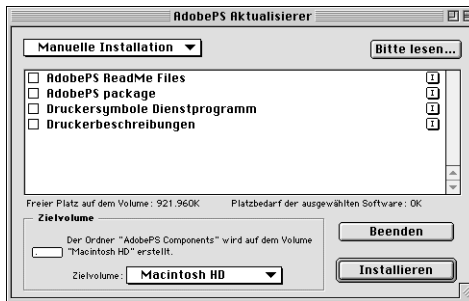 AdobePS Aktualisierer
Manuelle Installation
Bitte lesen...
AdobePS ReadMe Files
AdobePS package
Druckersymbole Dienstprogramm
Druckerbeschreibungen
Freier Platz auf dem Volume: 921.960K Platzbedarf der ausgewählten Software: 0K
Zielvolume
Der Ordner "AdobePS Components" wird auf dem Volume
"Macintosh HD" erstellt.
Zielvolume: Macintosh HD
Beenden
Installieren